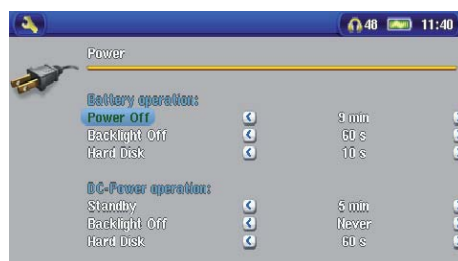 48 11:40
Power
Battery operation:
Power Off 9 min
Backlight Off 60 s
Hard Disk 10 s
DC-Power operation:
Standby 5 min
Backlight Off Never
Hard Disk 60 s